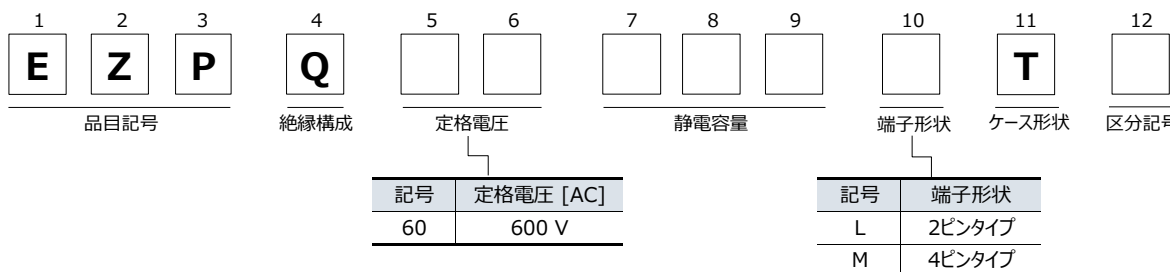 1 2 3 4 5 6 7 8 9 10 11 12
E Z P Q T
品目記号 絶縁構成 定格電圧 静電容量 端子形状 ケース形状 区分記号
記号 定格電圧 [AC]
60 600 V
記号 端子形状
L 2ピンタイプ
M 4ピンタイプ